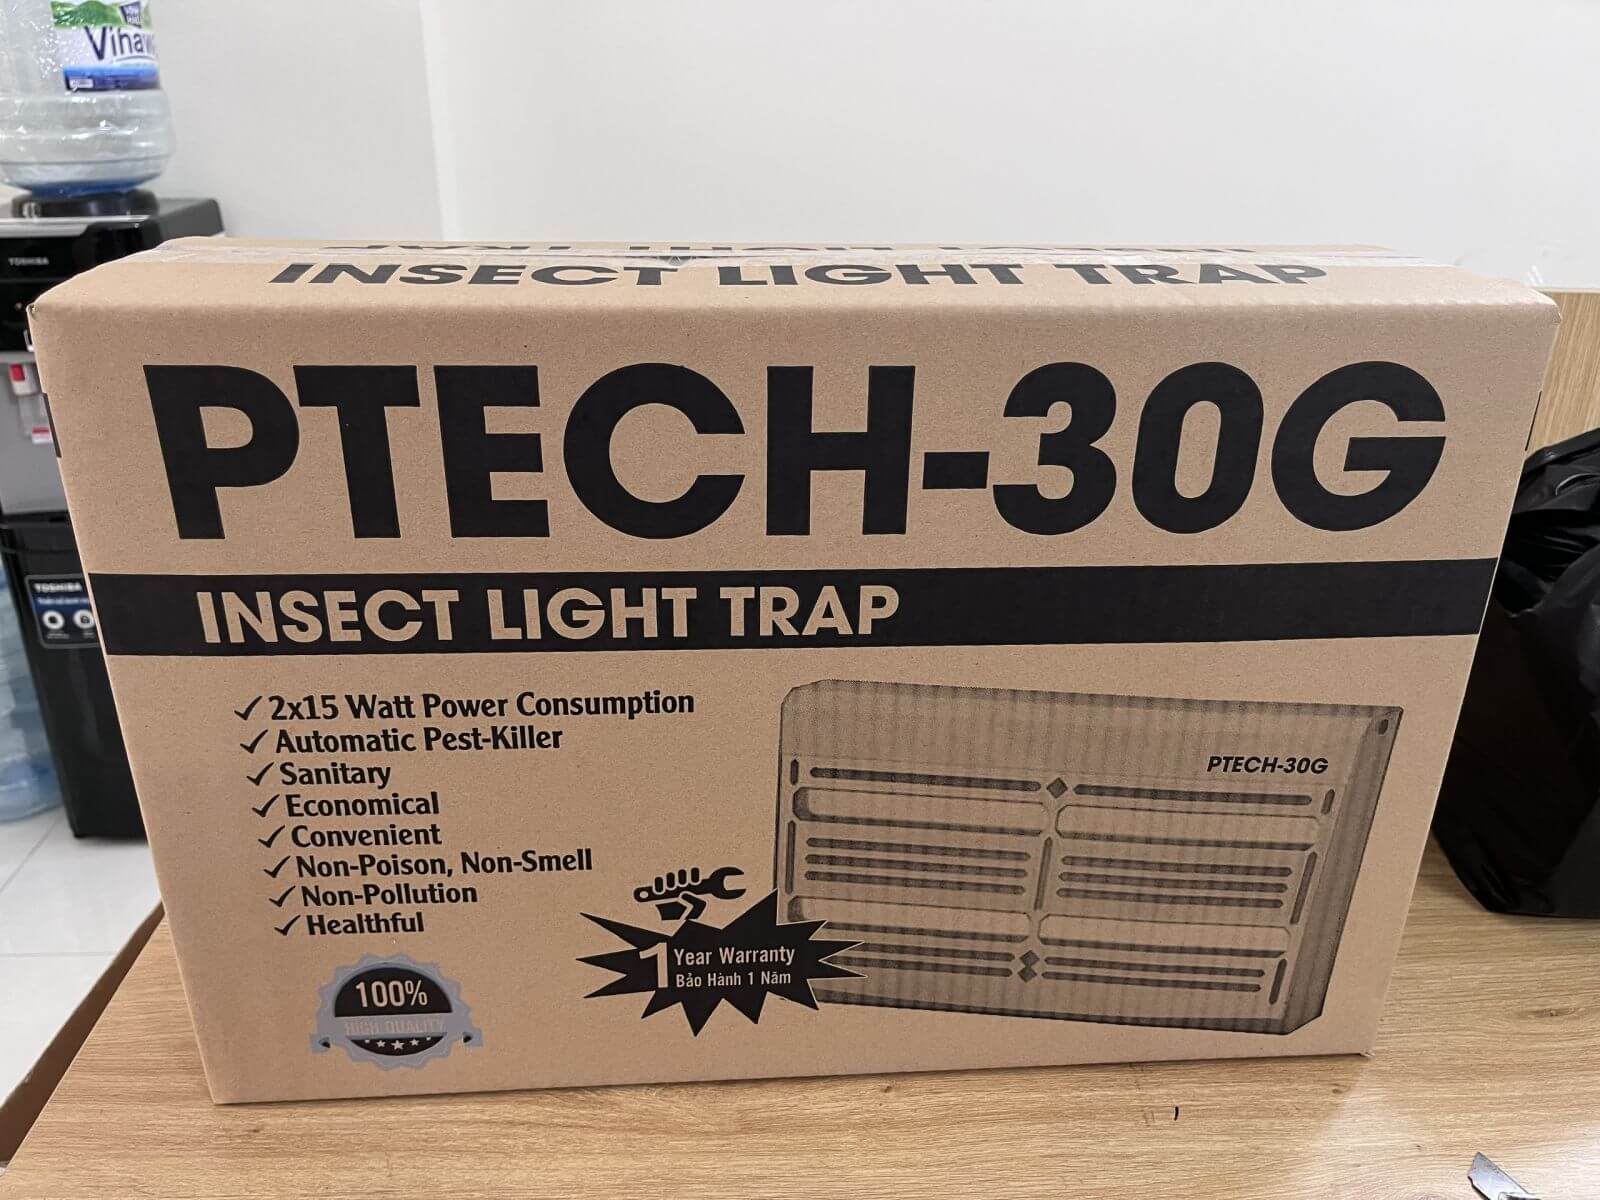 Vihaw
TOSHIBA
TOSHIBA
INSECT LIGHT TRAP
PTECH-30G
INSECT LIGHT TRAP
✓ 2x15 Watt Power Consumption
✓ Automatic Pest-Killer
✓ Sanitary
✓ Economical
✓ Convenient
✓ Non-Poison, Non-Smell
✓ Non-Pollution
✓ Healthful
PTECH-30G
1 Year Warranty
Bảo Hành 1 Năm
100%
HIGH QUALITY